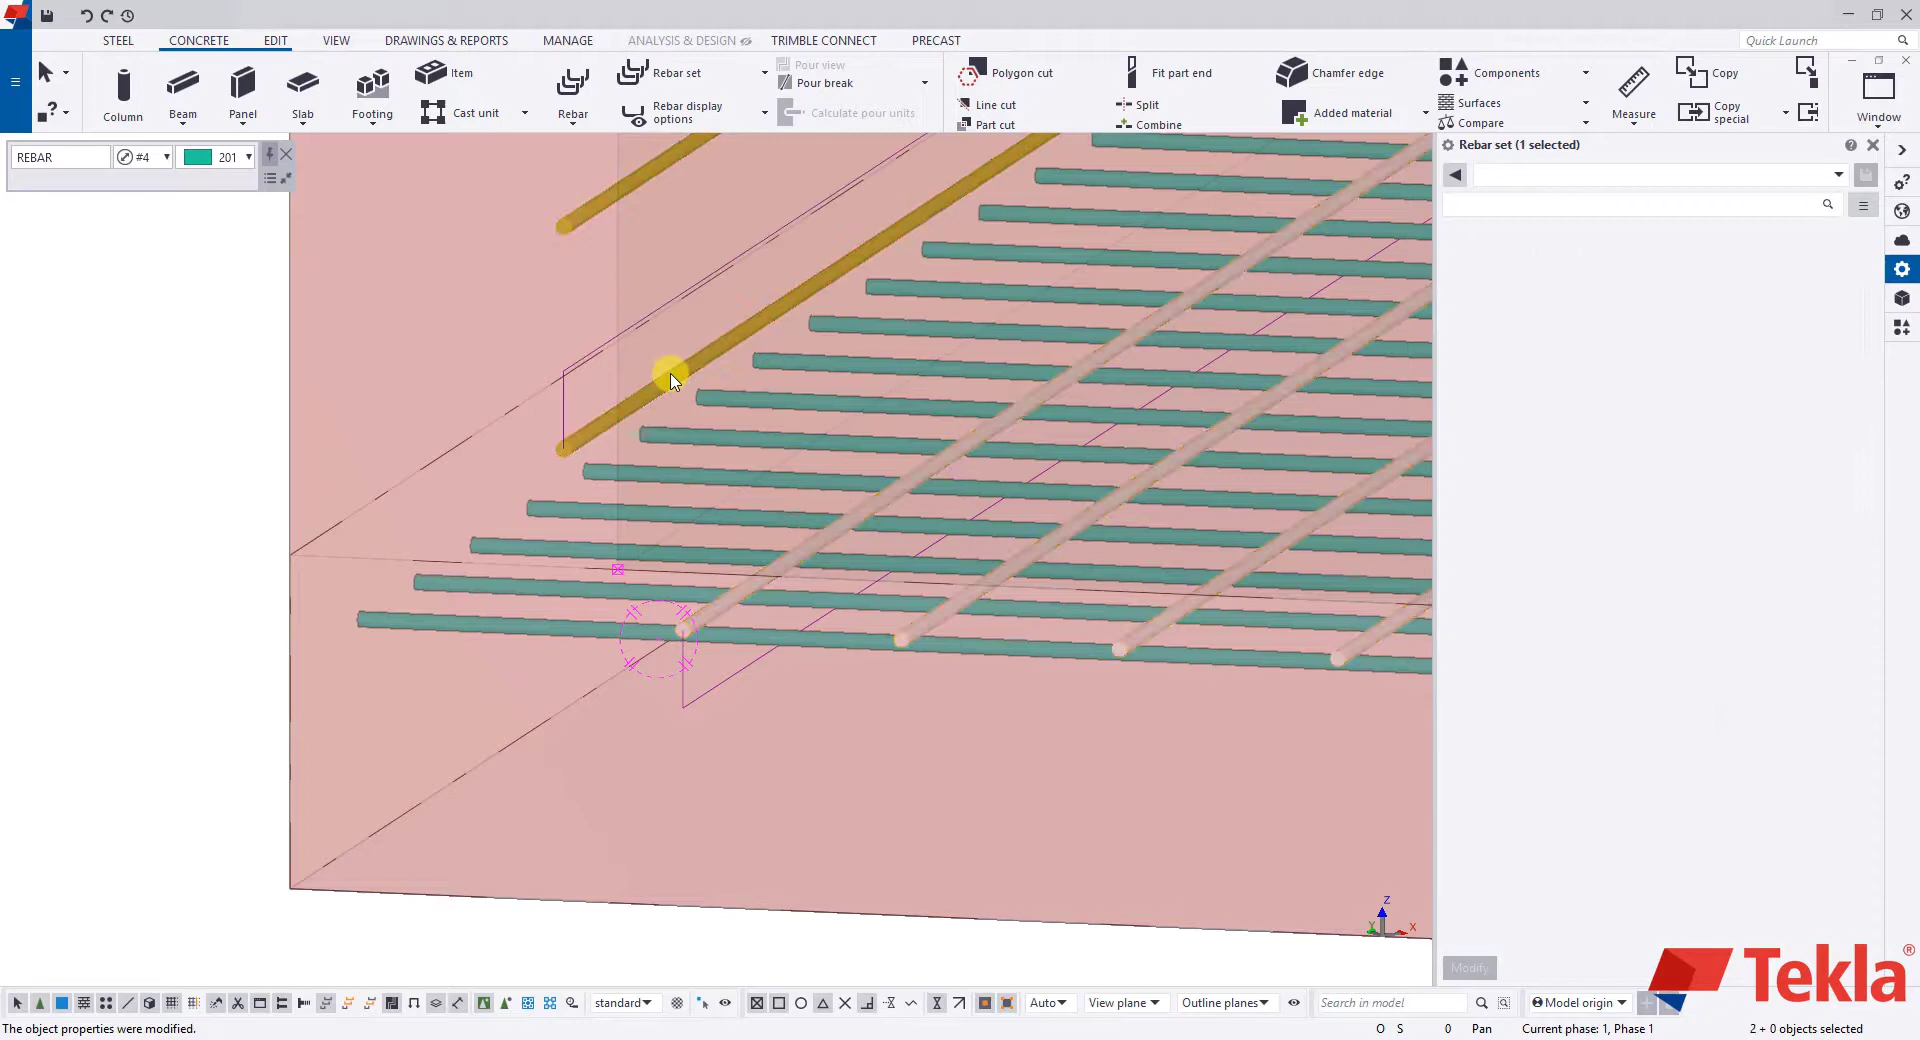 STEEL CONCRETE EDIT VIEW DRAWINGS & REPORTS MANAGE ANALYSIS & DESIGN TRIMBLE CONNECT PRECAST Quick Launch
Column Beam Panel Slab Footing Item Cast unit Rebar Rebar set Rebar display options Pour view Pour break Calculate pour units Polygon cut Line cut Part cut Fit part end Split Combine Chamfer edge Added material Components Surfaces Compare Measure Copy Copy special Window
REBAR #4 201
Rebar set (1 selected)
Z
Y X
Modify
Tekla®
standard Auto View plane Outline planes Search in model Model origin
The object properties were modified. O S 0 Pan Current phase: 1, Phase 1 2 + 0 objects selected